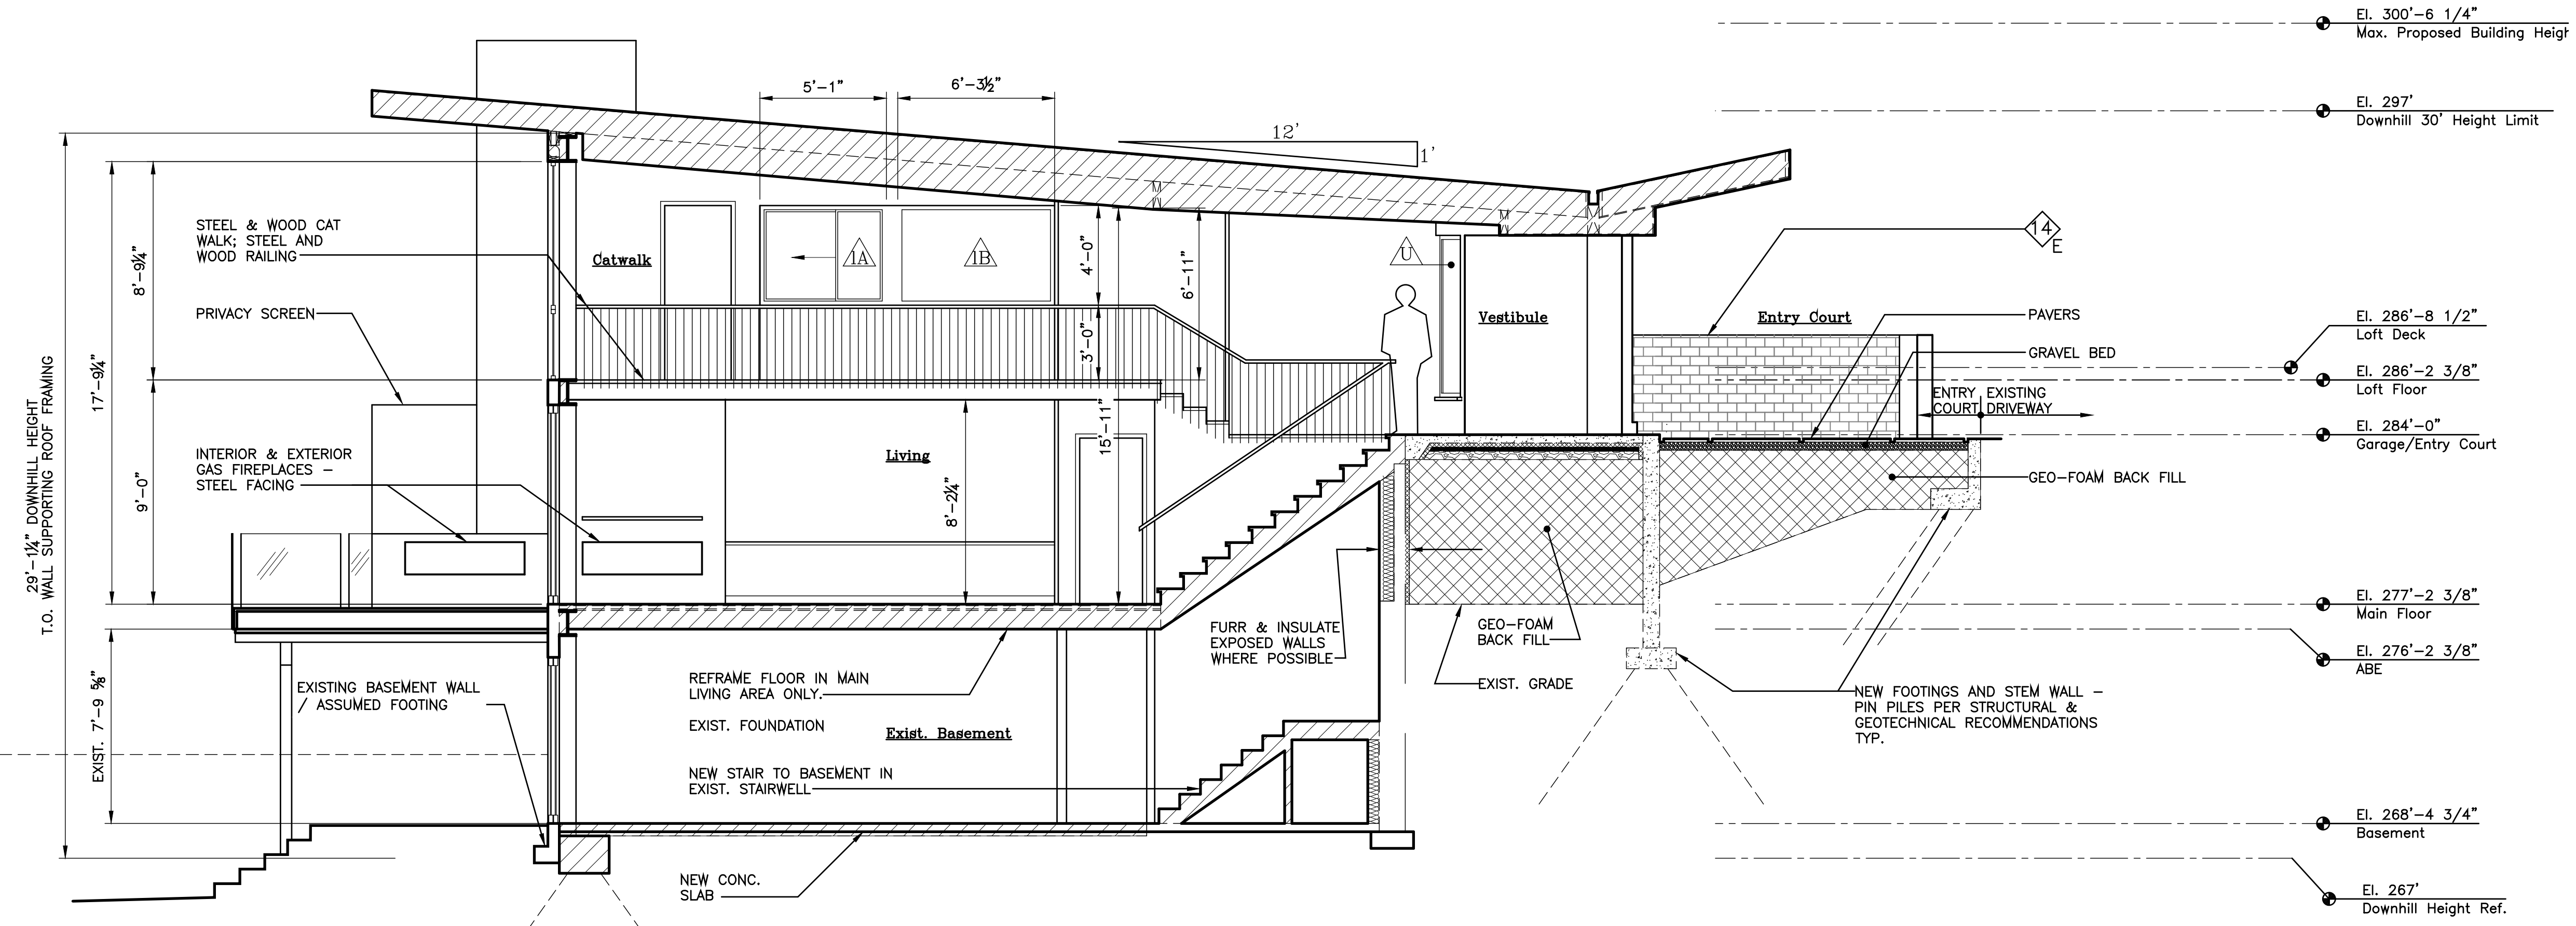 El. 300'-6 1/4"
Max. Proposed Building Heigh
El. 297'
Downhill 30' Height Limit
5'-1"
6'-3½"
12'
1'
STEEL & WOOD CAT
WALK; STEEL AND
WOOD RAILING
Catwalk
1A
1B
4'-0"
6'-11"
U
14
E
8'-9¼"
PRIVACY SCREEN
Vestibule
Entry Court
PAVERS
El. 286'-8 1/2"
Loft Deck
GRAVEL BED
17'-9¼"
3'-0"
El. 286'-2 3/8"
Loft Floor
ENTRY EXISTING
COURT DRIVEWAY
29'-1¼" DOWNHILL HEIGHT
T.O. WALL SUPPORTING ROOF FRAMING
15'-11"
El. 284'-0"
Garage/Entry Court
INTERIOR & EXTERIOR
GAS FIREPLACES –
STEEL FACING
Living
9'-0"
8'-2¼"
GEO-FOAM BACK FILL
El. 277'-2 3/8"
Main Floor
FURR & INSULATE
EXPOSED WALLS
WHERE POSSIBLE
GEO-FOAM
BACK FILL
El. 276'-2 3/8"
ABE
EXIST. GRADE
REFRAME FLOOR IN MAIN
LIVING AREA ONLY.
EXISTING BASEMENT WALL
/ ASSUMED FOOTING
EXIST. 7'-9 ⅝"
EXIST. FOUNDATION
Exist. Basement
NEW FOOTINGS AND STEM WALL –
PIN PILES PER STRUCTURAL &
GEOTECHNICAL RECOMMENDATIONS
TYP.
NEW STAIR TO BASEMENT IN
EXIST. STAIRWELL
El. 268'-4 3/4"
Basement
NEW CONC.
SLAB
El. 267'
Downhill Height Ref.